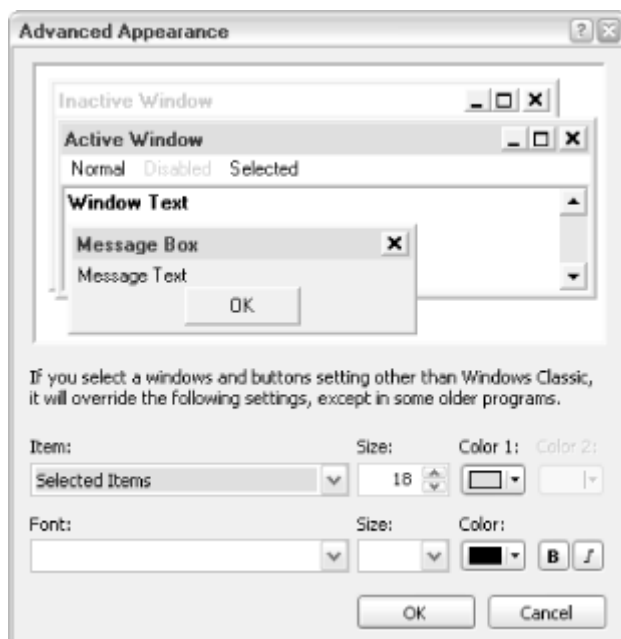 Advanced Appearance
Inactive Window
Active Window
Normal Disabled Selected
Window Text
Message Box
Message Text
OK
If you select a windows and buttons setting other than Windows Classic,
it will override the following settings, except in some older programs.
Item: Size: Color 1: Color 2:
Selected Items 18
Font: Size: Color:
B I
OK Cancel